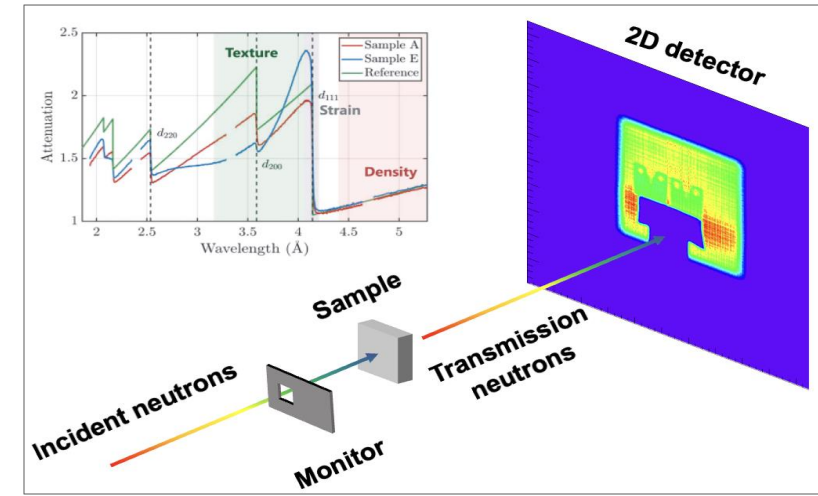 2.5
2
1.5
1
Attenuation
Texture
Sample A
Sample E
Reference
d111
Strain
d220
d200
Density
2
2.5
3
3.5
4
4.5
5
Wavelength (Å)
2D detector
Sample
Transmission
neutrons
Incident neutrons
Monitor